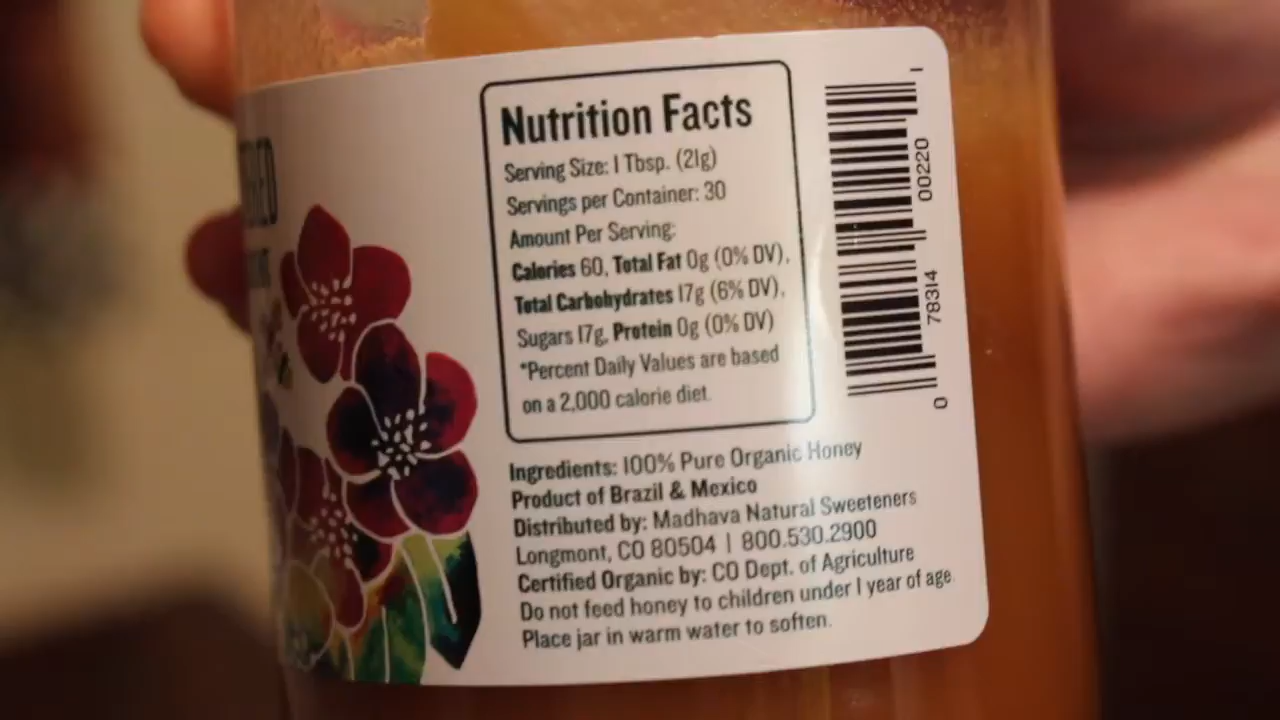 Nutrition Facts
Serving Size: 1 Tbsp. (21g)
Servings per Container: 30
Amount Per Serving:
Calories 60, Total Fat 0g (0% DV),
Total Carbohydrates 17g (6% DV),
Sugars 17g, Protein 0g (0% DV)
*Percent Daily Values are based
on a 2,000 calorie diet.
Ingredients: 100% Pure Organic Honey
Product of Brazil & Mexico
Distributed by: Madhava Natural Sweeteners
Longmont, CO 80504 | 800.530.2900
Certified Organic by: CO Dept. of Agriculture
Do not feed honey to children under 1 year of age.
Place jar in warm water to soften.
0 78314 00220 1